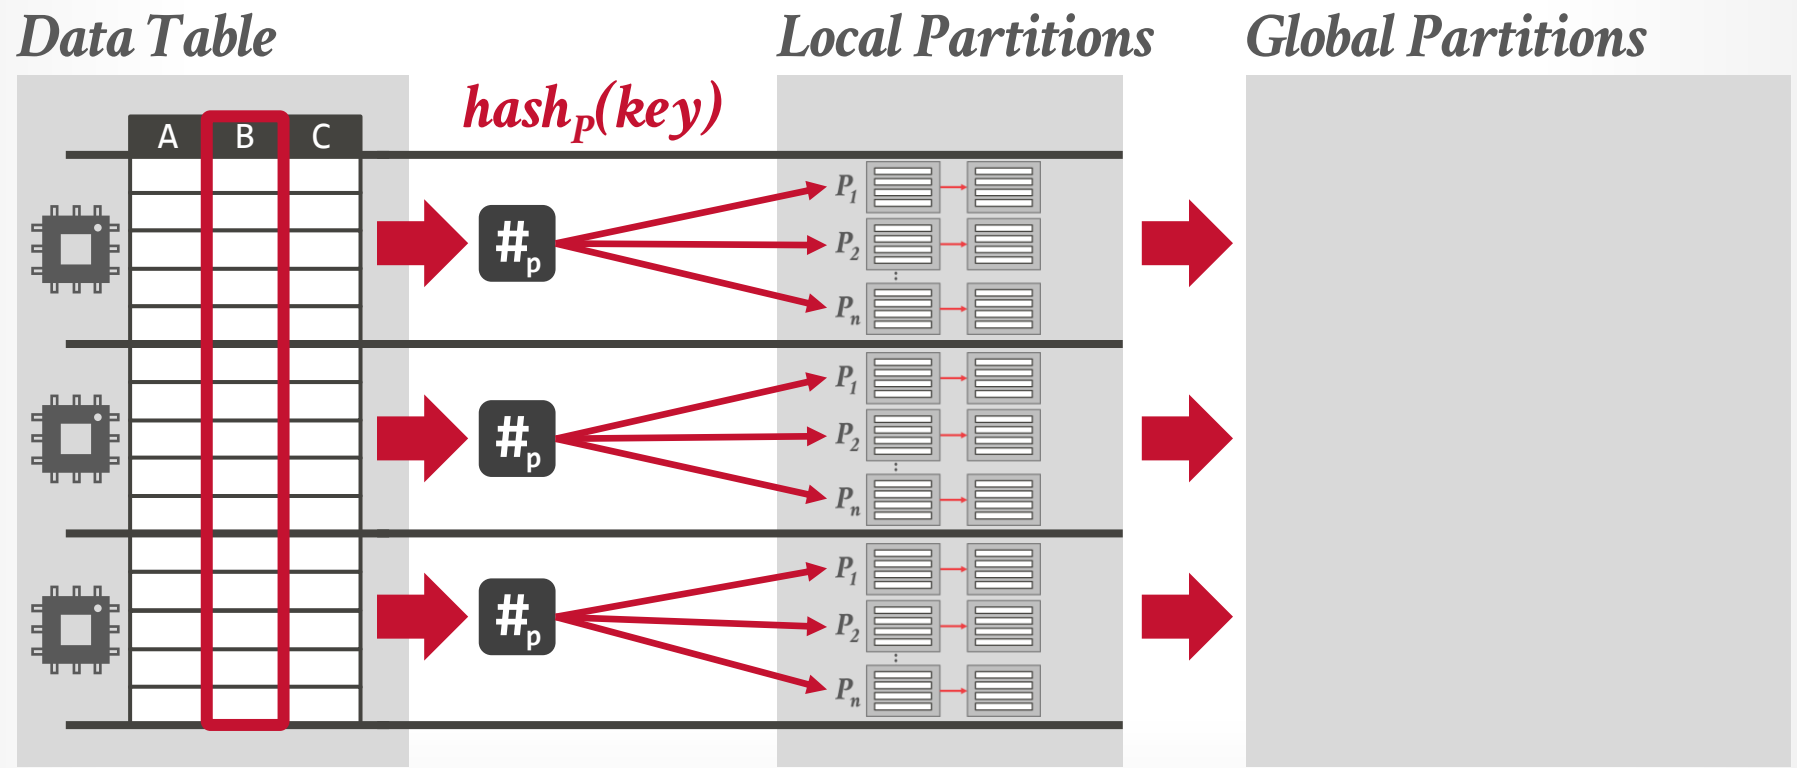 Data Table
Local Partitions
Global Partitions
hashP(key)
A B C
#p
P1
P2
⋮
Pn
#p
P1
P2
⋮
Pn
#p
P1
P2
⋮
Pn